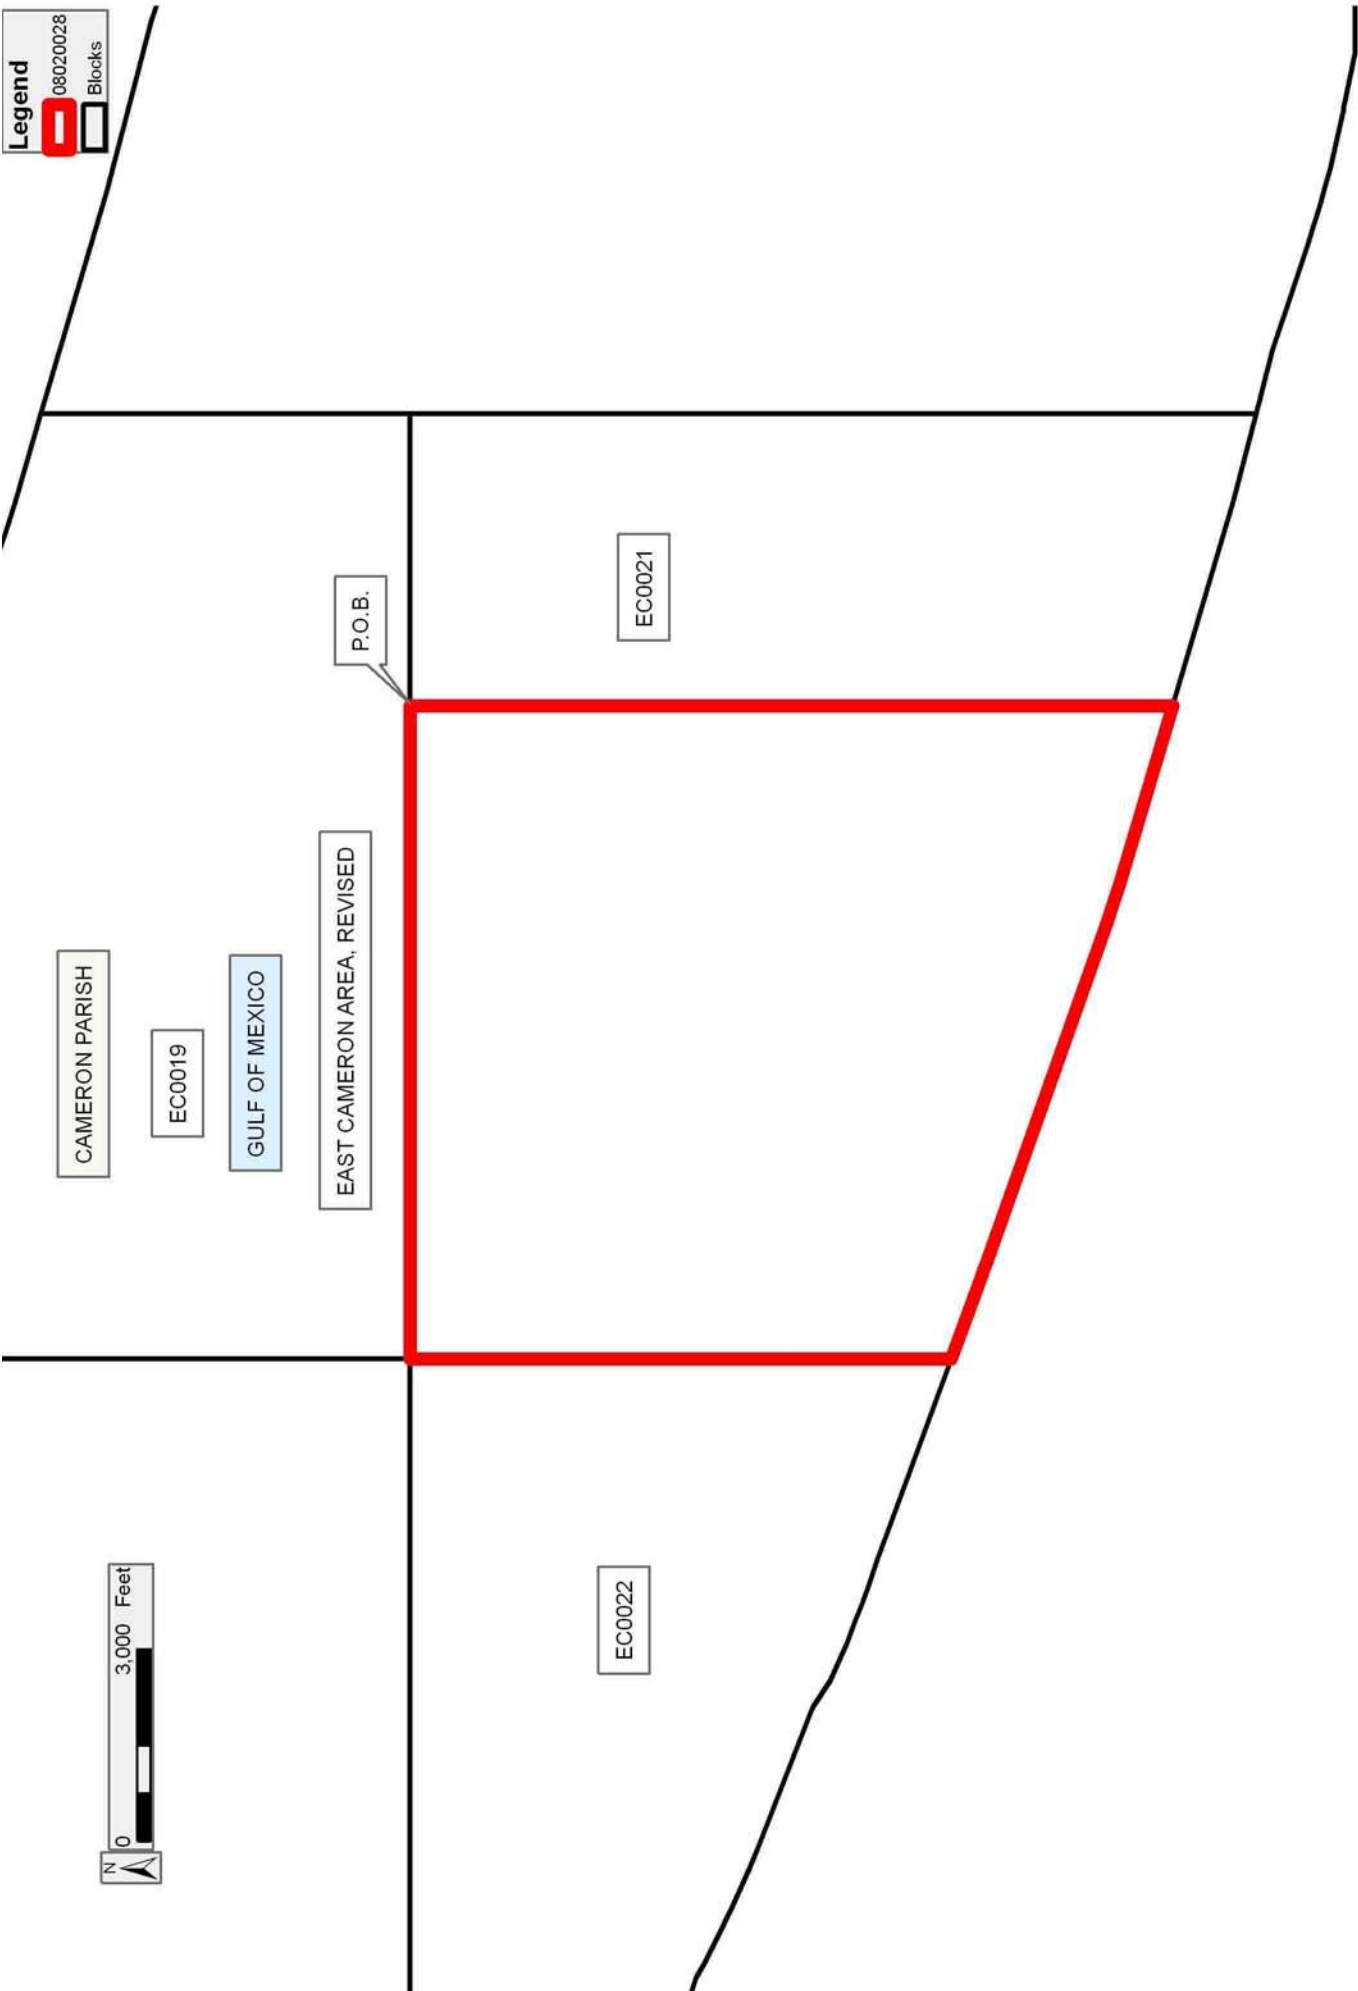 Legend
08020028
Blocks
P.O.B.
EC0021
CAMERON PARISH
EC0019
GULF OF MEXICO
EAST CAMERON AREA, REVISED
EC0022
N
0 3,000 Feet